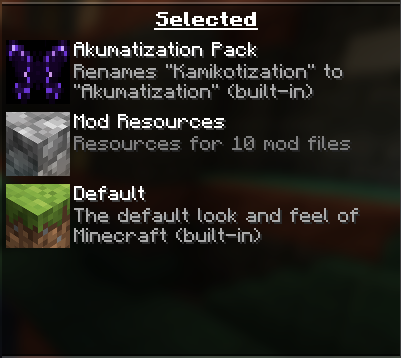 Selected
Akumatization Pack
Renames "Kamikotization" to
"Akumatization" (built-in)
Mod Resources
Resources for 10 mod files
Default
The default look and feel of
Minecraft (built-in)